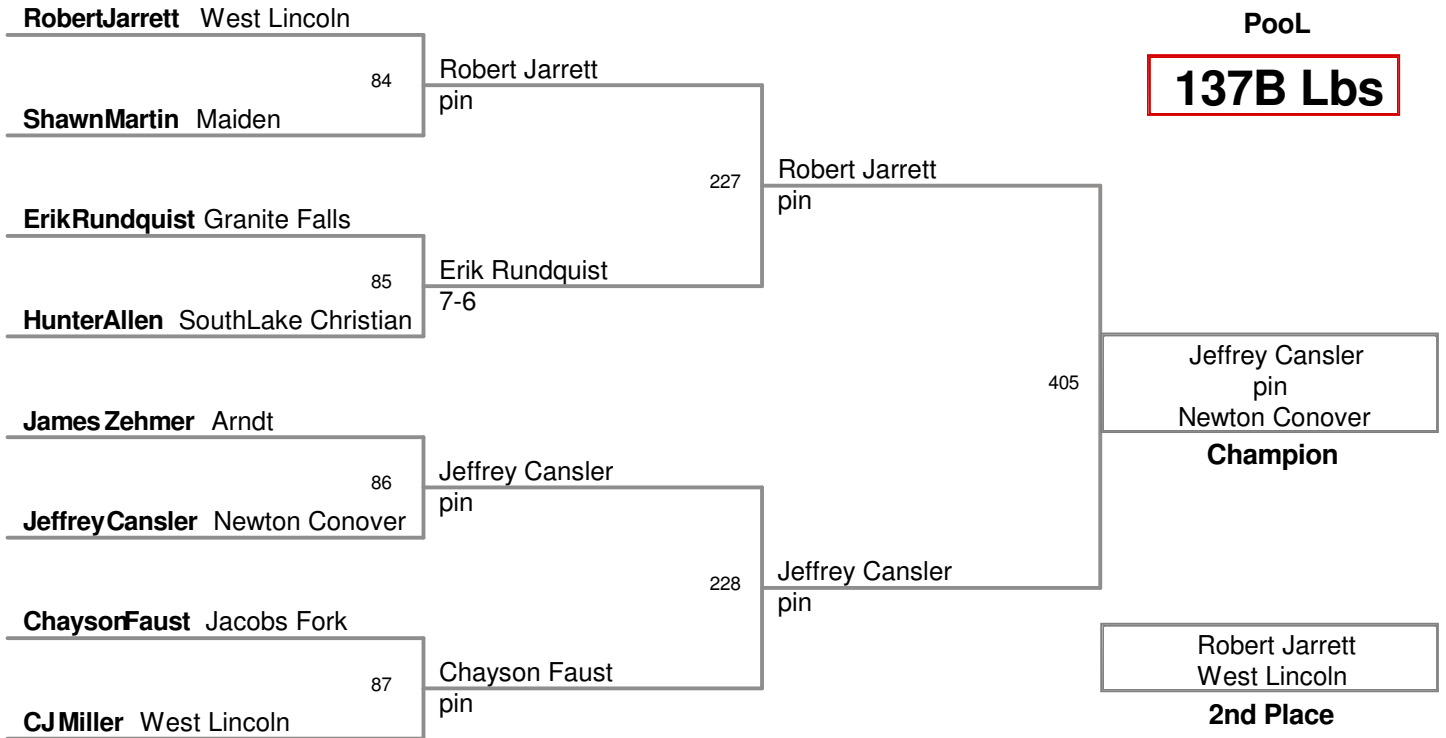 RobertJarrett West Lincoln
84
ShawnMartin Maiden
ErikRundquist Granite Falls
85
HunterAllen SouthLake Christian
James Zehmer Arndt
86
JeffreyCansler Newton Conover
ChaysonFaust Jacobs Fork
87
CJ Miller West Lincoln
Robert Jarrett
pin
227
Erik Rundquist
7-6
Jeffrey Cansler
pin
228
Chayson Faust
pin
Robert Jarrett
pin
405
Jeffrey Cansler
pin
PooL
137B Lbs
Jeffrey Cansler
pin
Newton Conover
Champion
Robert Jarrett
West Lincoln
2nd Place